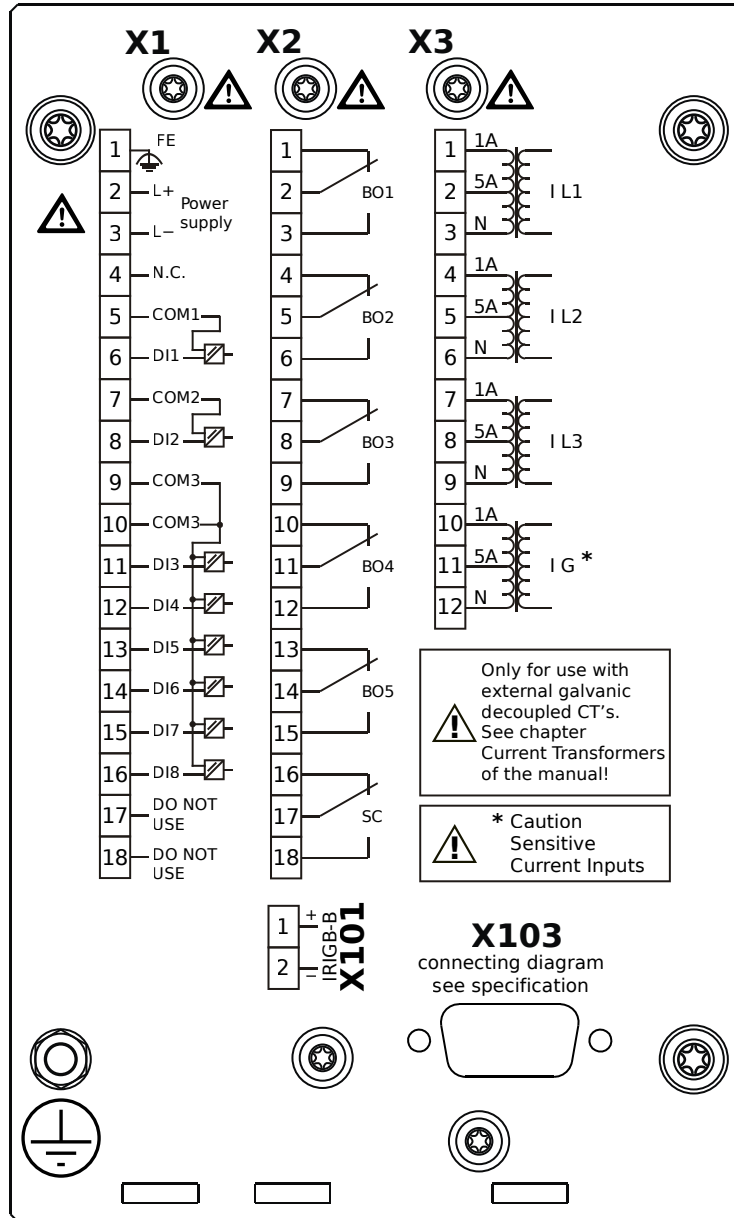 X1
X2
X3
1 FE
2 L+
Power
supply
3 L−
4 N.C.
5 COM1
6 DI1
7 COM2
8 DI2
9 COM3
10 COM3
11 DI3
12 DI4
13 DI5
14 DI6
15 DI7
16 DI8
17 DO NOT
USE
18 DO NOT
USE
1
2 BO1
3
4
5 BO2
6
7
8 BO3
9
10
11 BO4
12
13
14 BO5
15
16
17 SC
18
1 1A
2 5A I L1
3 N
4 1A
5 5A I L2
6 N
7 1A
8 5A I L3
9 N
10 1A
11 5A I G *
12 N
Only for use with
external galvanic
decoupled CT’s.
See chapter
Current Transformers
of the manual!
* Caution
Sensitive
Current Inputs
1 +
2 −
IRIGB-B
X101
X103
connecting diagram
see specification